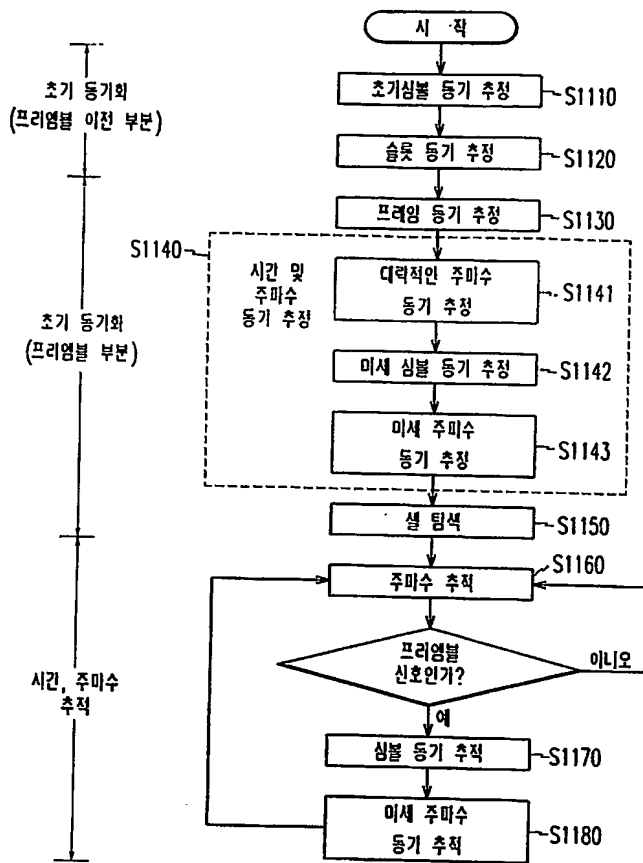 시 작
초기 동기화
(프리엠블 이전 부분)
초기심볼 동기 추정
S1110
슬롯 동기 추정
S1120
프레임 동기 추정
S1130
S1140
시간 및
주파수
동기 추정
대략적인 주파수
동기 추정
S1141
초기 동기화
(프리엠블 부분)
미세 심볼 동기 추정
S1142
미세 주파수
동기 추정
S1143
셀 탐색
S1150
주파수 추적
S1160
프리엠블
신호인가?
아니오
예
시간, 주파수
추적
심볼 동기 추적
S1170
미세 주파수
동기 추적
S1180